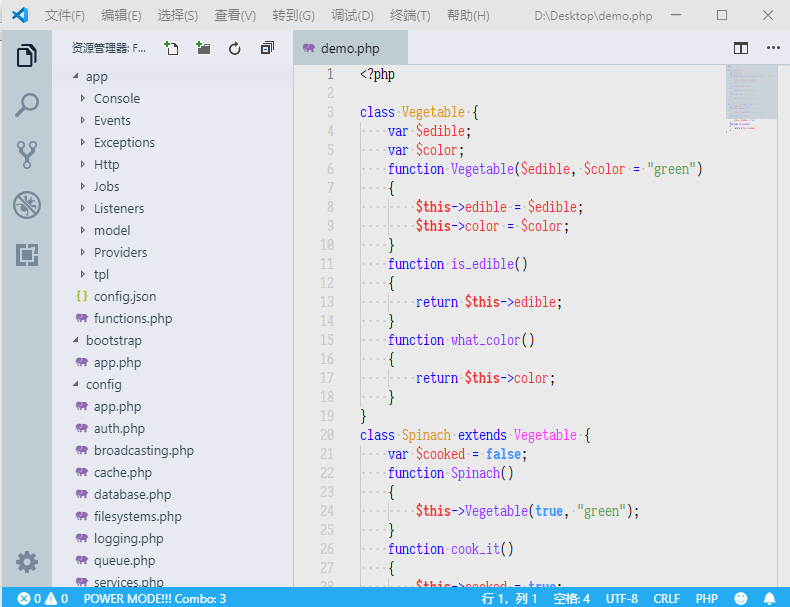 文件(F) 编辑(E) 选择(S) 查看(V) 转到(G) 调试(D) 终端(T) 帮助(H) D:\Desktop\demo.php
资源管理器: F...
app
Console
Events
Exceptions
Http
Jobs
Listeners
model
Providers
tpl
{ } config.json
functions.php
bootstrap
app.php
config
app.php
auth.php
broadcasting.php
cache.php
database.php
filesystems.php
logging.php
queue.php
services.php
demo.php
1 <?php
2
3 class Vegetable {
4 var $edible;
5 var $color;
6 function Vegetable($edible, $color = "green")
7 {
8 $this->edible = $edible;
9 $this->color = $color;
10 }
11 function is_edible()
12 {
13 return $this->edible;
14 }
15 function what_color()
16 {
17 return $this->color;
18 }
19 }
20 class Spinach extends Vegetable {
21 var $cooked = false;
22 function Spinach()
23 {
24 $this->Vegetable(true, "green");
25 }
26 function cook_it()
27 {
28 $this->cooked = true;
0 0 POWER MODE!!! Combo: 3 行 1，列 1 空格: 4 UTF-8 CRLF PHP